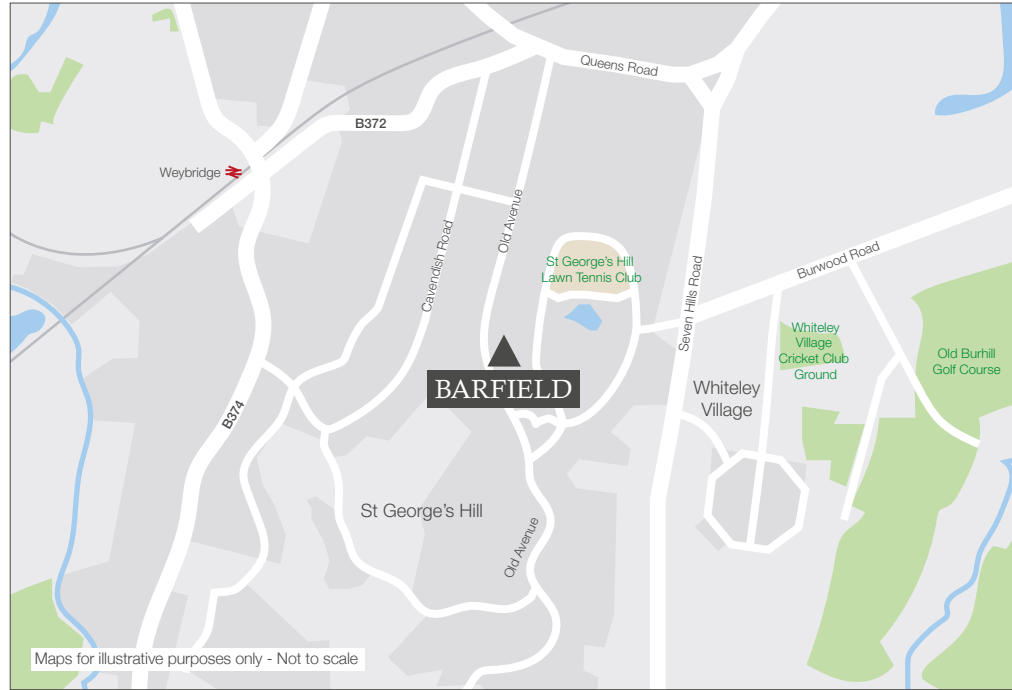 Queens Road
B372
Weybridge
Old Avenue
Cavendish Road
St George's Hill
Lawn Tennis Club
Burwood Road
Seven Hills Road
Whiteley
Village
Cricket Club
Ground
Old Burhill
Golf Course
BARFIELD
Whiteley
Village
B374
St George's Hill
Old Avenue
Maps for illustrative purposes only - Not to scale